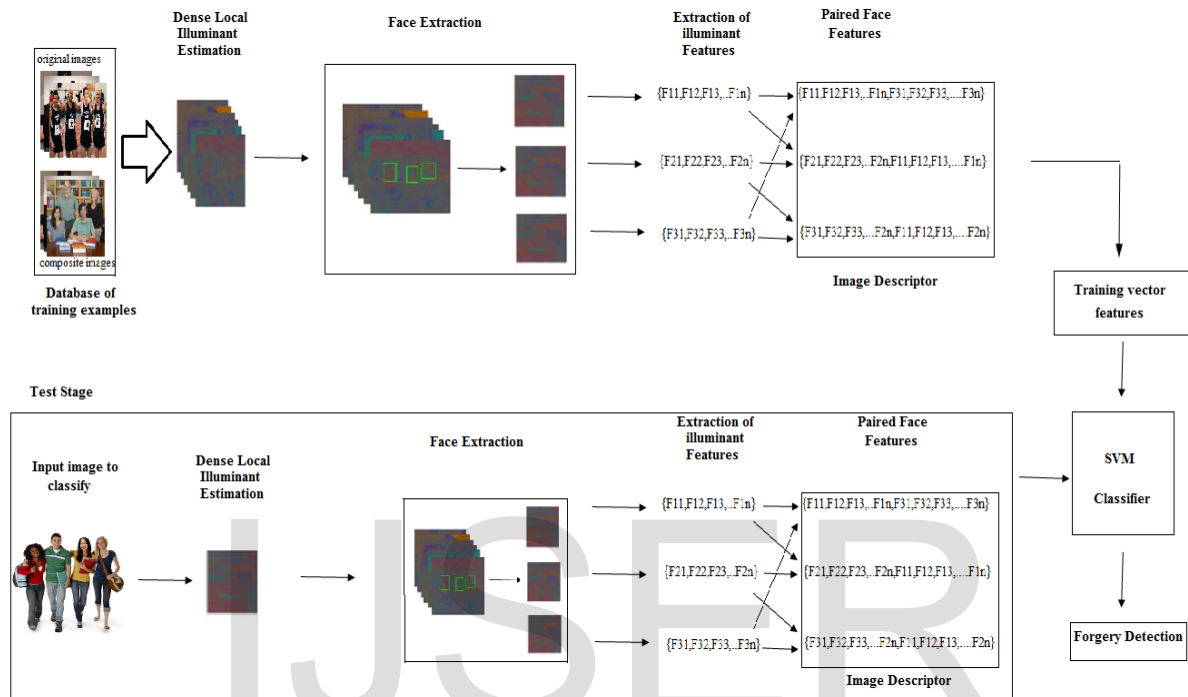 Dense Local
Illuminant
Estimation
Face Extraction
Extraction of
illuminant
Features
Paired Face
Features
original images
composite images
Database of
training examples
{F11,F12,F13,..F1n}
{F21,F22,F23,..F2n}
{F31,F32,F33,..F3n}
{F11,F12,F13,...F1n,F31,F32,F33,....F3n}
{F21,F22,F23,...F2n,F11,F12,F13,....F1n}
{F31,F32,F33,...F2n,F11,F12,F13,....F2n}
Image Descriptor
Training vector
features
Test Stage
Input image to
classify
Dense Local
Illuminant
Estimation
Face Extraction
Extraction of
illuminant
Features
Paired Face
Features
{F11,F12,F13,..F1n}
{F21,F22,F23,..F2n}
{F31,F32,F33,..F3n}
{F11,F12,F13,...F1n,F31,F32,F33,....F3n}
{F21,F22,F23,...F2n,F11,F12,F13,....F1n}
{F31,F32,F33,...F2n,F11,F12,F13,....F2n}
Image Descriptor
SVM
Classifier
Forgery Detection
IJSER